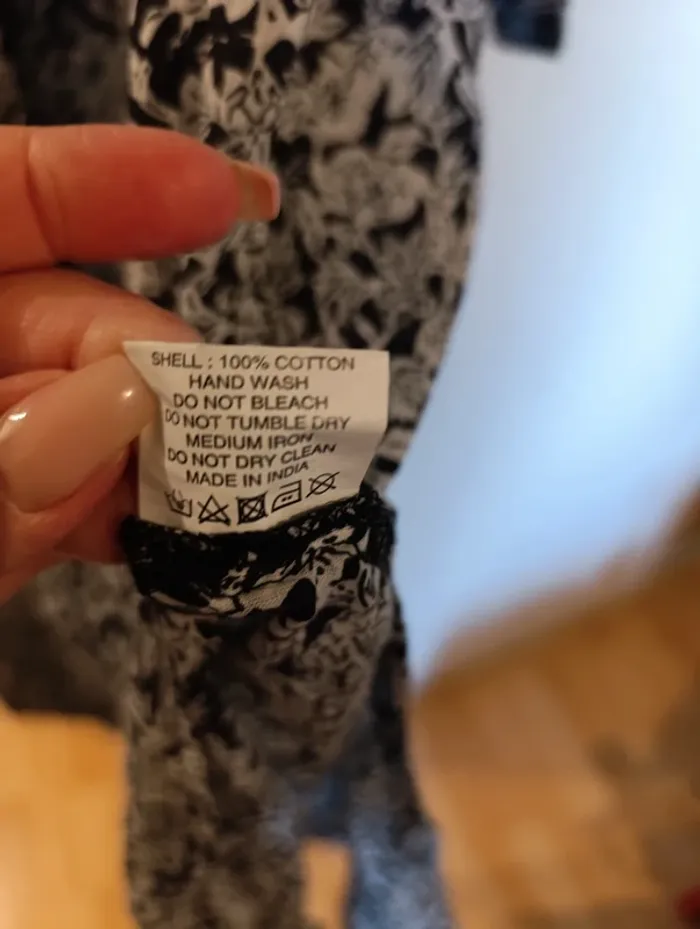 SHELL : 100% COTTON
HAND WASH
DO NOT BLEACH
DO NOT TUMBLE DRY
MEDIUM IRON
DO NOT DRY CLEAN
MADE IN INDIA